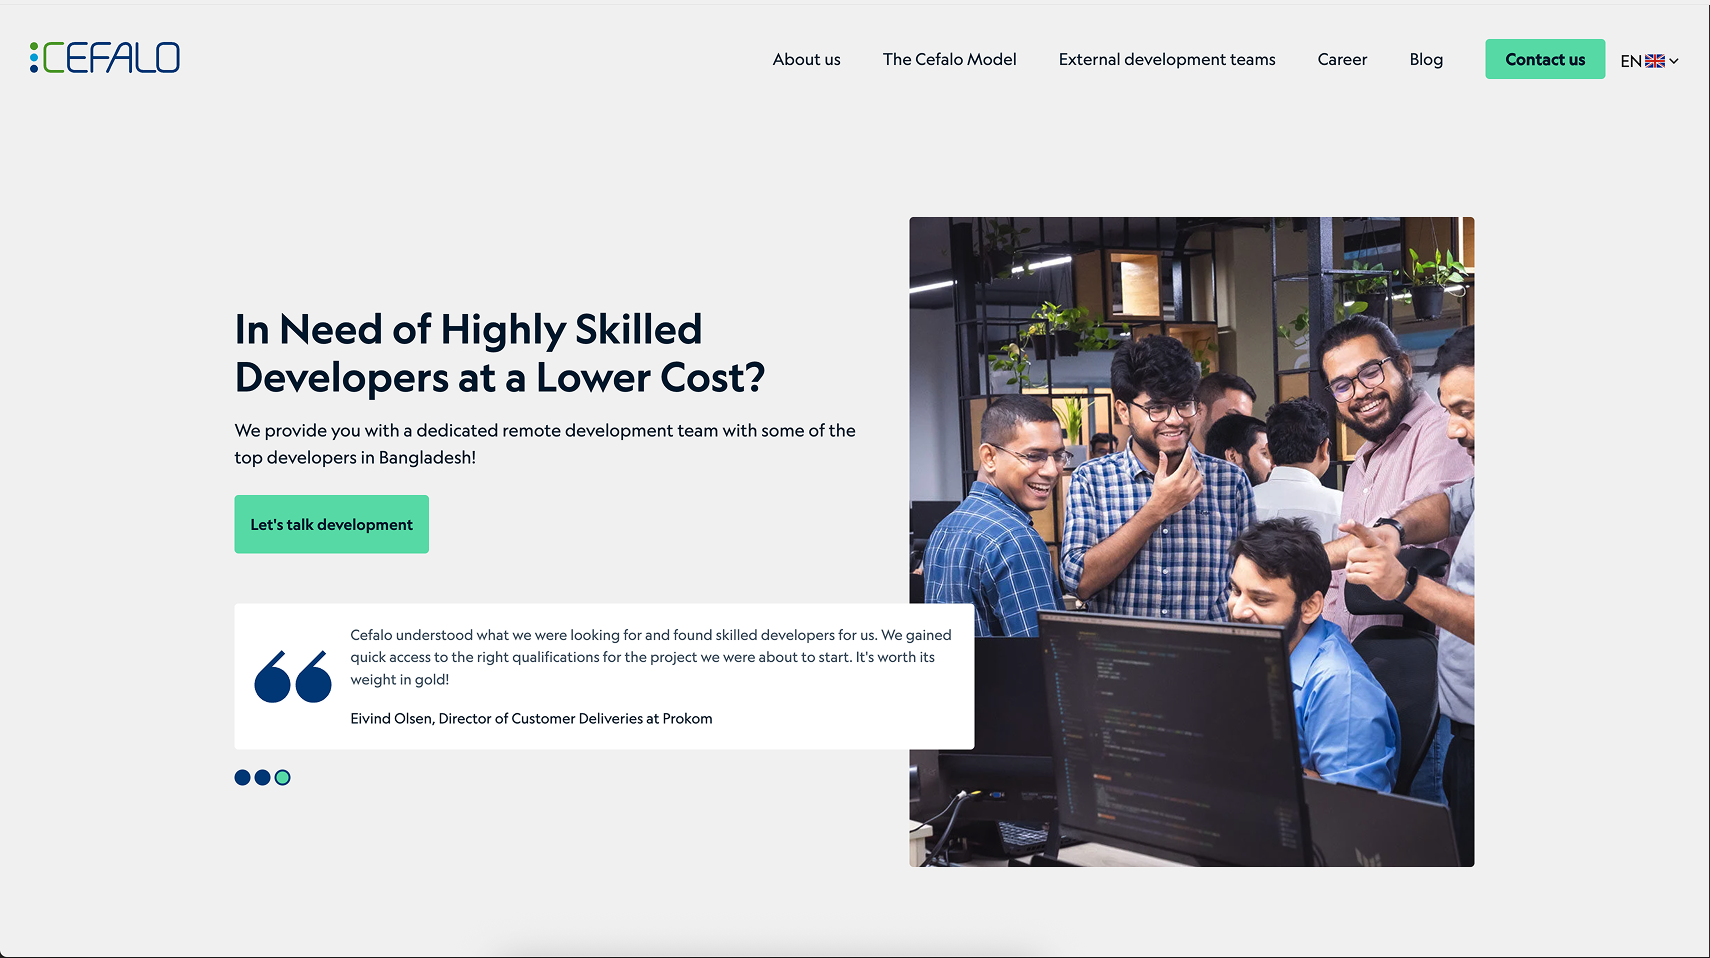 CEFALO
About us
The Cefalo Model
External development teams
Career
Blog
Contact us
EN
In Need of Highly Skilled
Developers at a Lower Cost?
We provide you with a dedicated remote development team with some of the
top developers in Bangladesh!
Let's talk development
Cefalo understood what we were looking for and found skilled developers for us. We gained
quick access to the right qualifications for the project we were about to start. It's worth its
weight in gold!
Eivind Olsen, Director of Customer Deliveries at Prokom